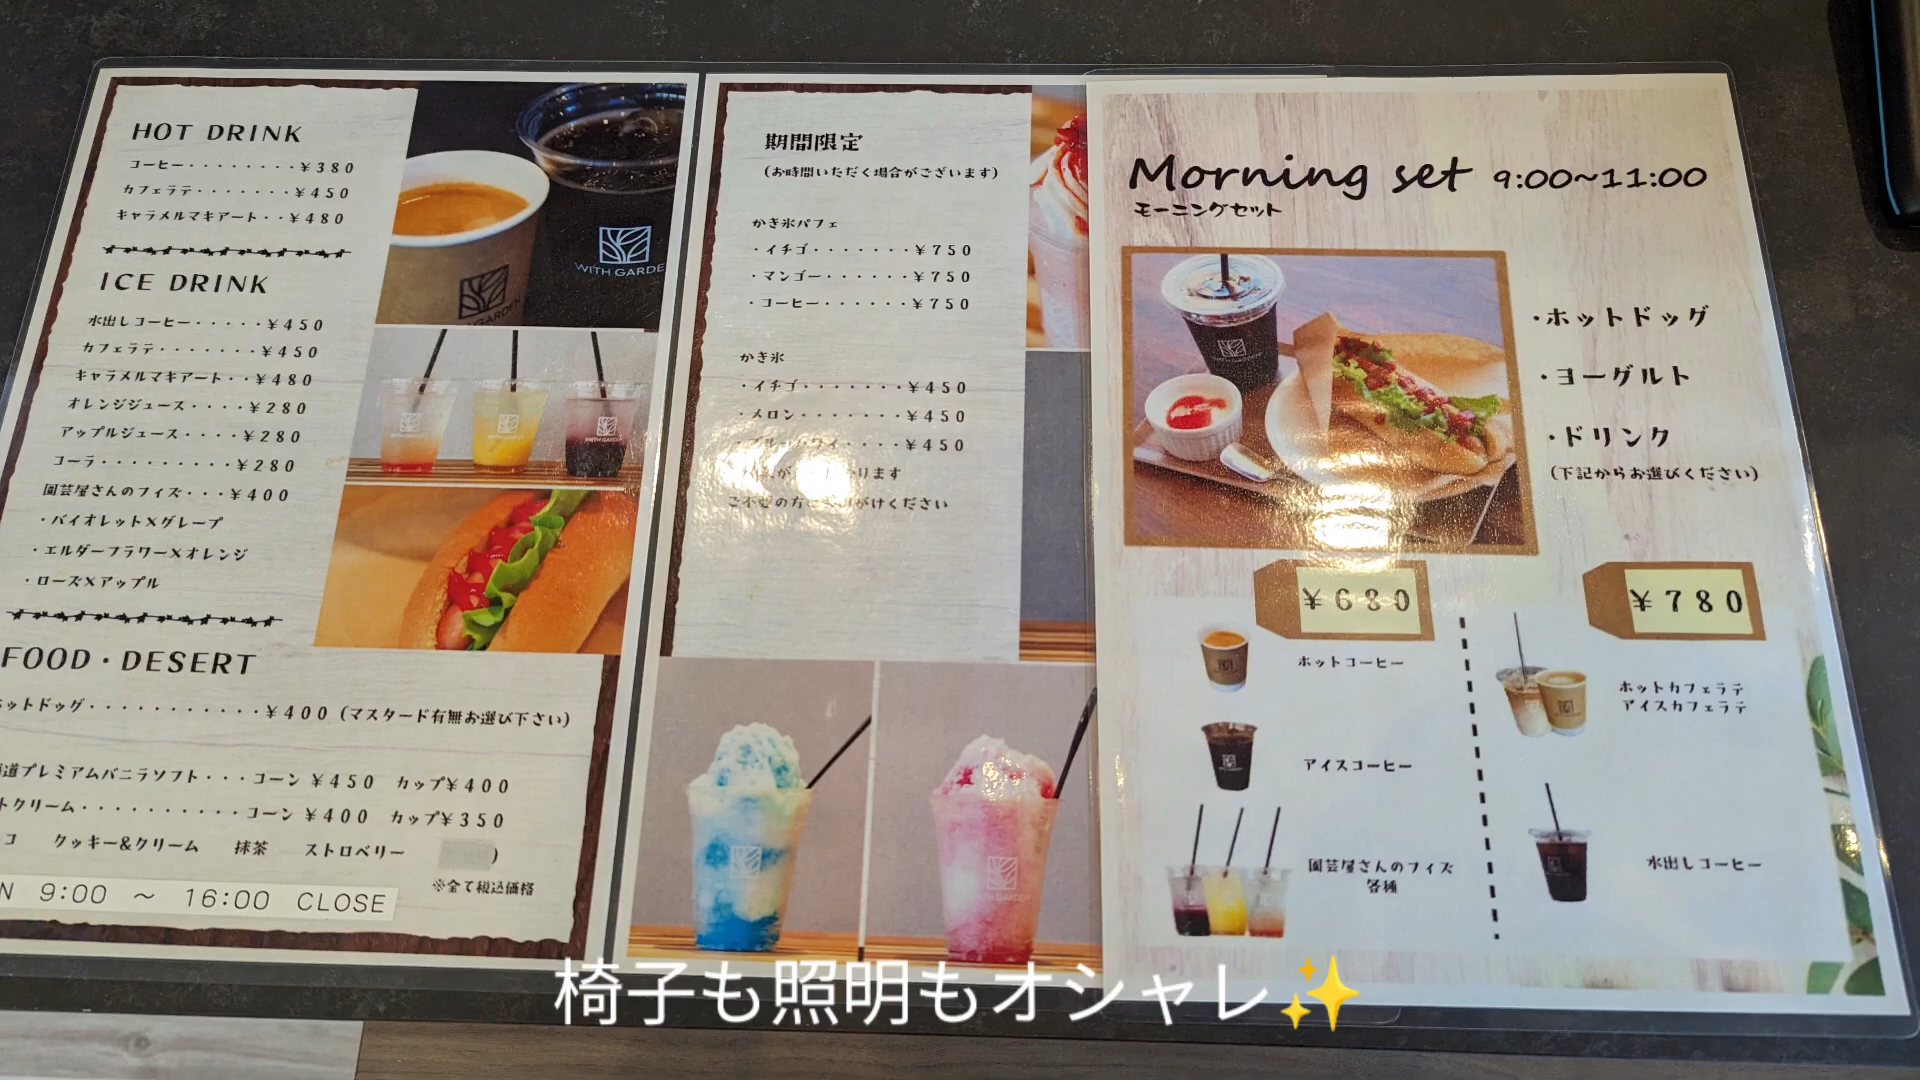 HOT DRINK
コーヒー・・・・・・・・¥380
カフェラテ・・・・・・・¥450
キャラメルマキアート・・¥480
ICE DRINK
水出しコーヒー・・・・・¥450
カフェラテ・・・・・・・¥450
キャラメルマキアート・・¥480
オレンジジュース・・・・¥280
アップルジュース・・・・¥280
コーラ・・・・・・・・・¥280
園芸屋さんのフィズ・・・¥400
・バイオレット×グレープ
・エルダーフラワー×オレンジ
・ローズ×アップル
FOOD・DESERT
ットドッグ・・・・・・・・・・・¥400(マスタード有無お選び下さい)
道プレミアムバニラソフト・・・コーン ¥450 カップ¥400
トクリーム・・・・・・・・・・コーン ¥400 カップ¥350
コ クッキー&クリーム 抹茶 ストロベリー )
※全て税込価格
N 9:00 ～ 16:00 CLOSE
WITH GARDE
期間限定
(お時間いただく場合がございます)
かき氷パフェ
・イチゴ・・・・・・・¥750
・マンゴー・・・・・・¥750
・コーヒー・・・・・・¥750
かき氷
・イチゴ・・・・・・・¥450
・メロン・・・・・・・¥450
・・・・・¥450
ります
がけください
Morning set 9:00~11:00
モーニングセット
・ホットドッグ
・ヨーグルト
・ドリンク
(下記からお選びください)
¥680
ホットコーヒー
アイスコーヒー
園芸屋さんのフィズ
各種
¥780
ホットカフェラテ
アイスカフェラテ
水出しコーヒー
椅子も照明もオシャレ✨